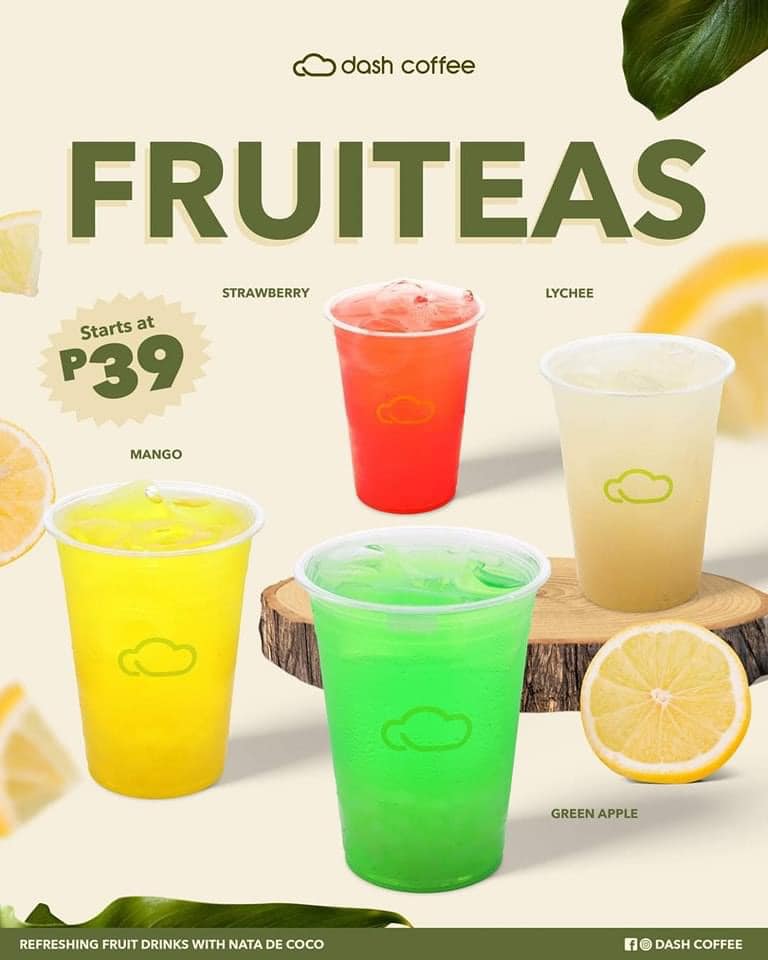 dash coffee
FRUITEAS
STRAWBERRY
LYCHEE
Starts at
P39
MANGO
GREEN APPLE
REFRESHING FRUIT DRINKS WITH NATA DE COCO
DASH COFFEE